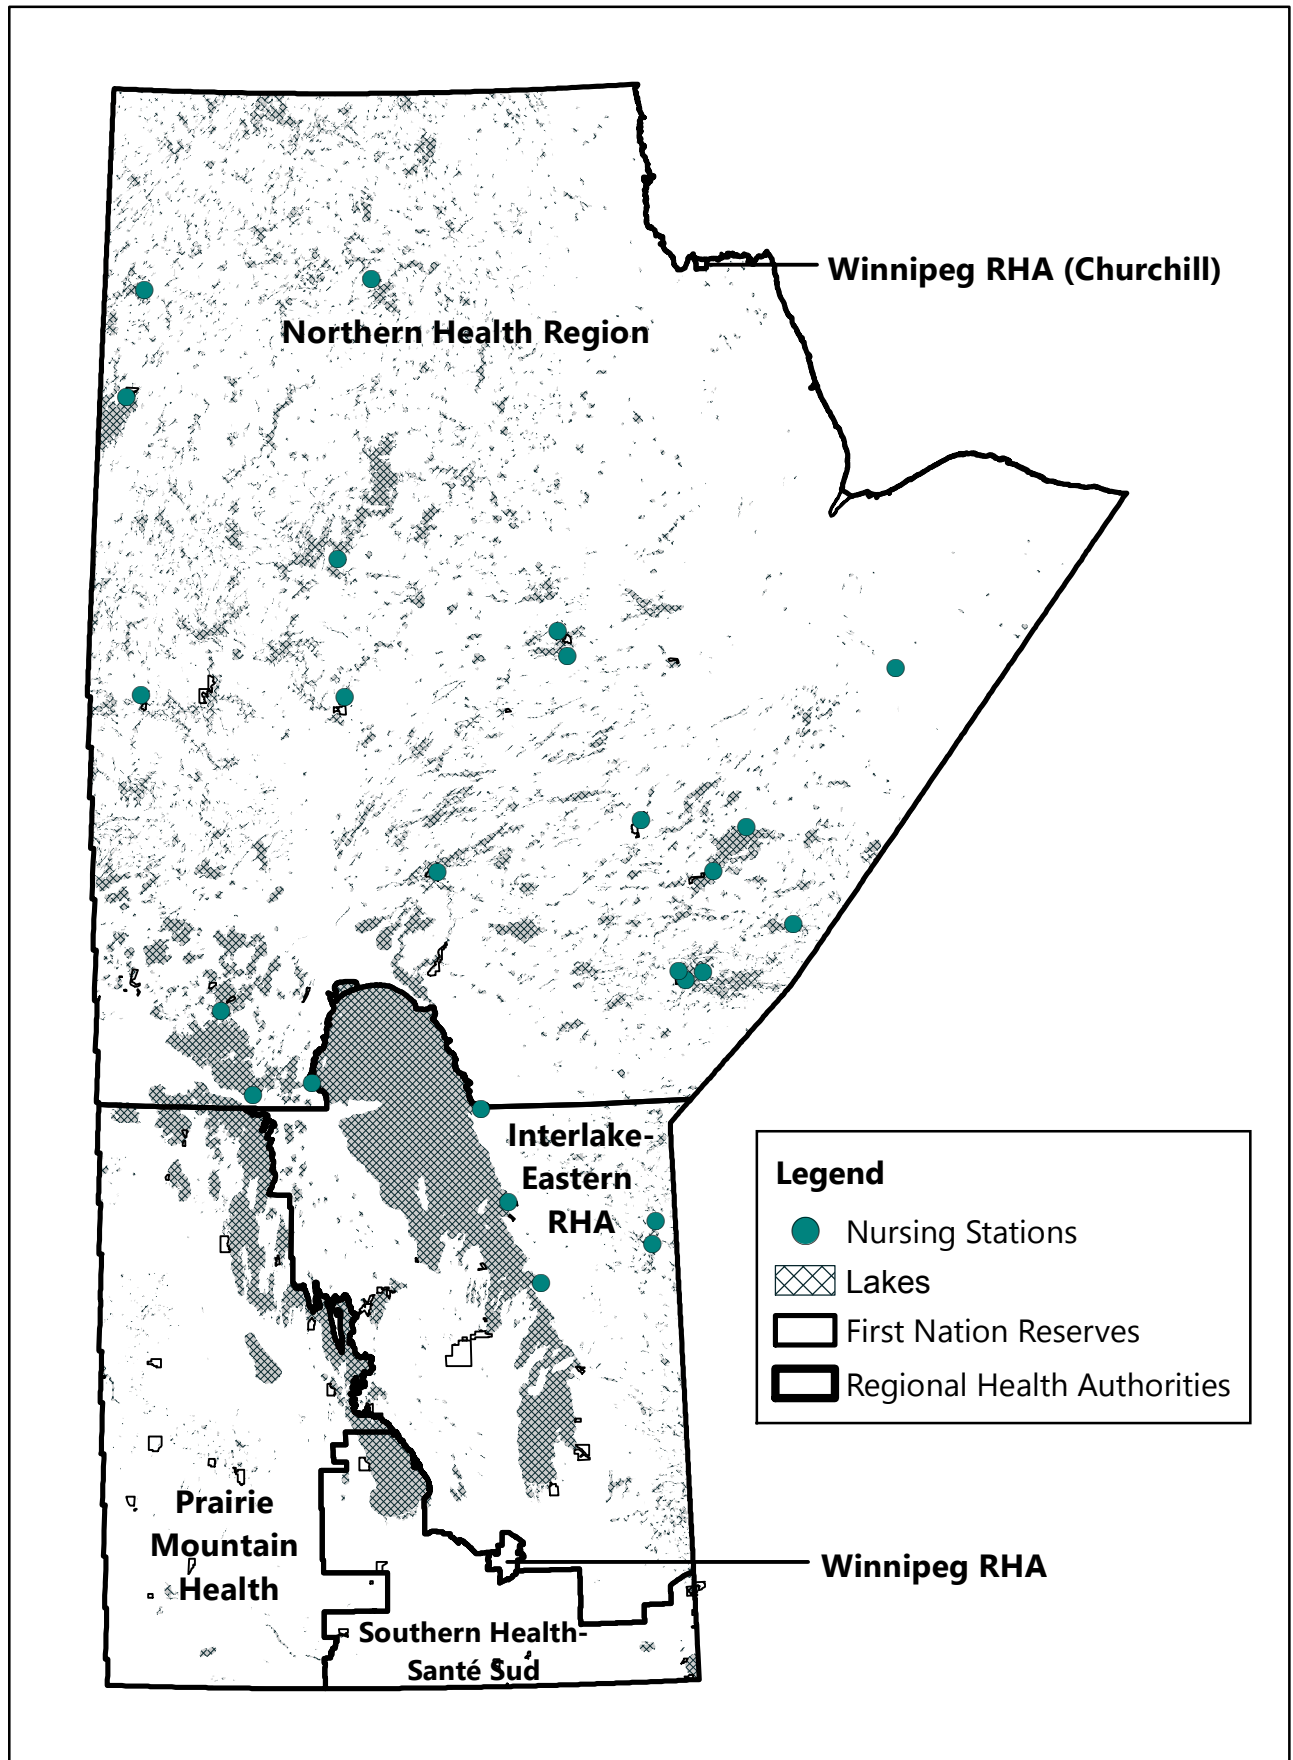 Winnipeg RHA (Churchill)
Northern Health Region
Interlake-
Eastern
RHA
Legend
Nursing Stations
Lakes
First Nation Reserves
Regional Health Authorities
Prairie
Mountain
Health
Winnipeg RHA
Southern Health-
Santé Sud